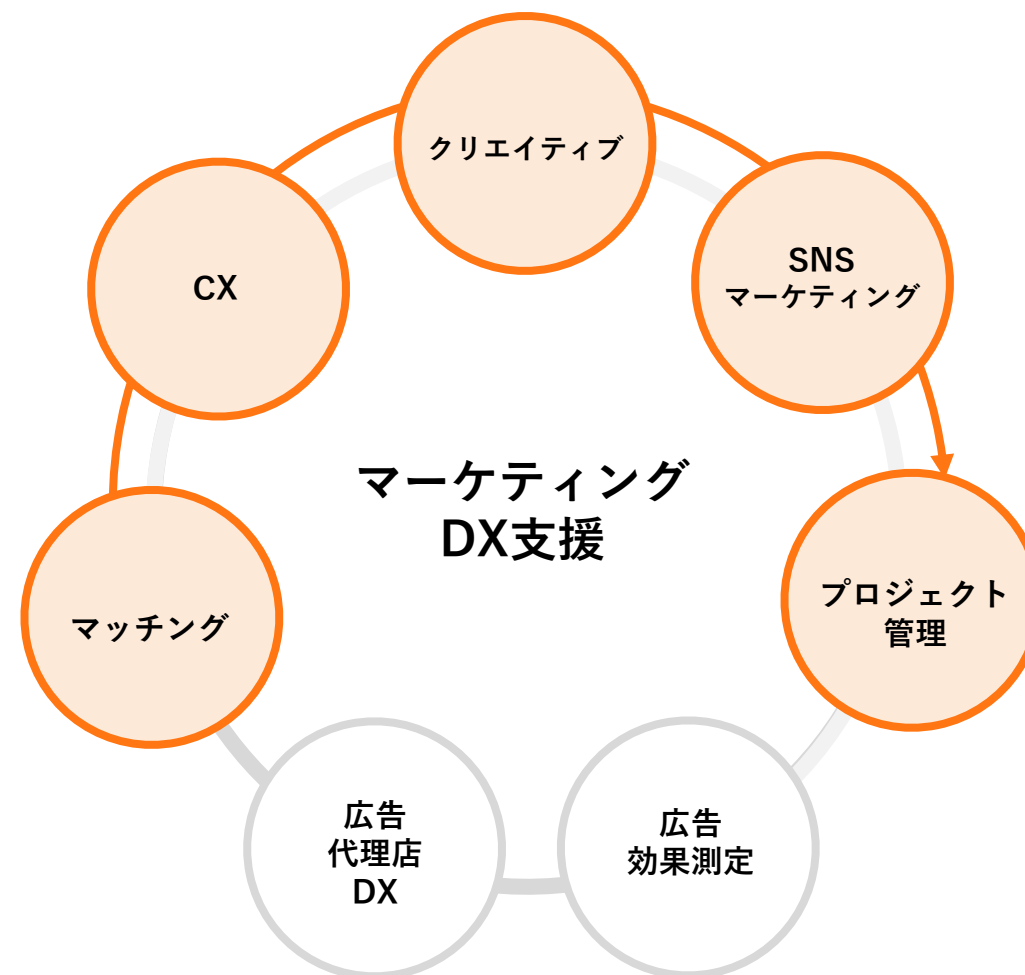 クリエイティブ
CX
SNS
マーケティング
マーケティング
DX支援
マッチング
プロジェクト
管理
広告
代理店
DX
広告
効果測定